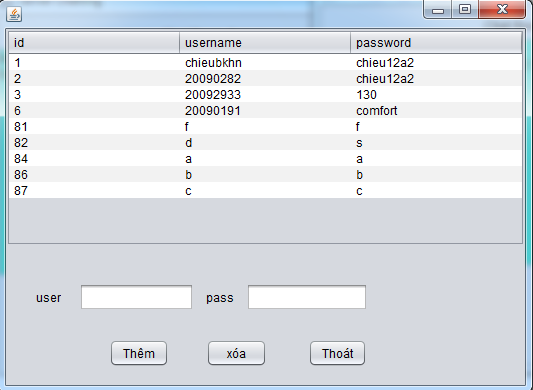 id username password
1 chieubkhn chieu12a2
2 20090282 chieu12a2
3 20092933 130
6 20090191 comfort
81 f f
82 d s
84 a a
86 b b
87 c c
user pass
Thêm xóa Thoát